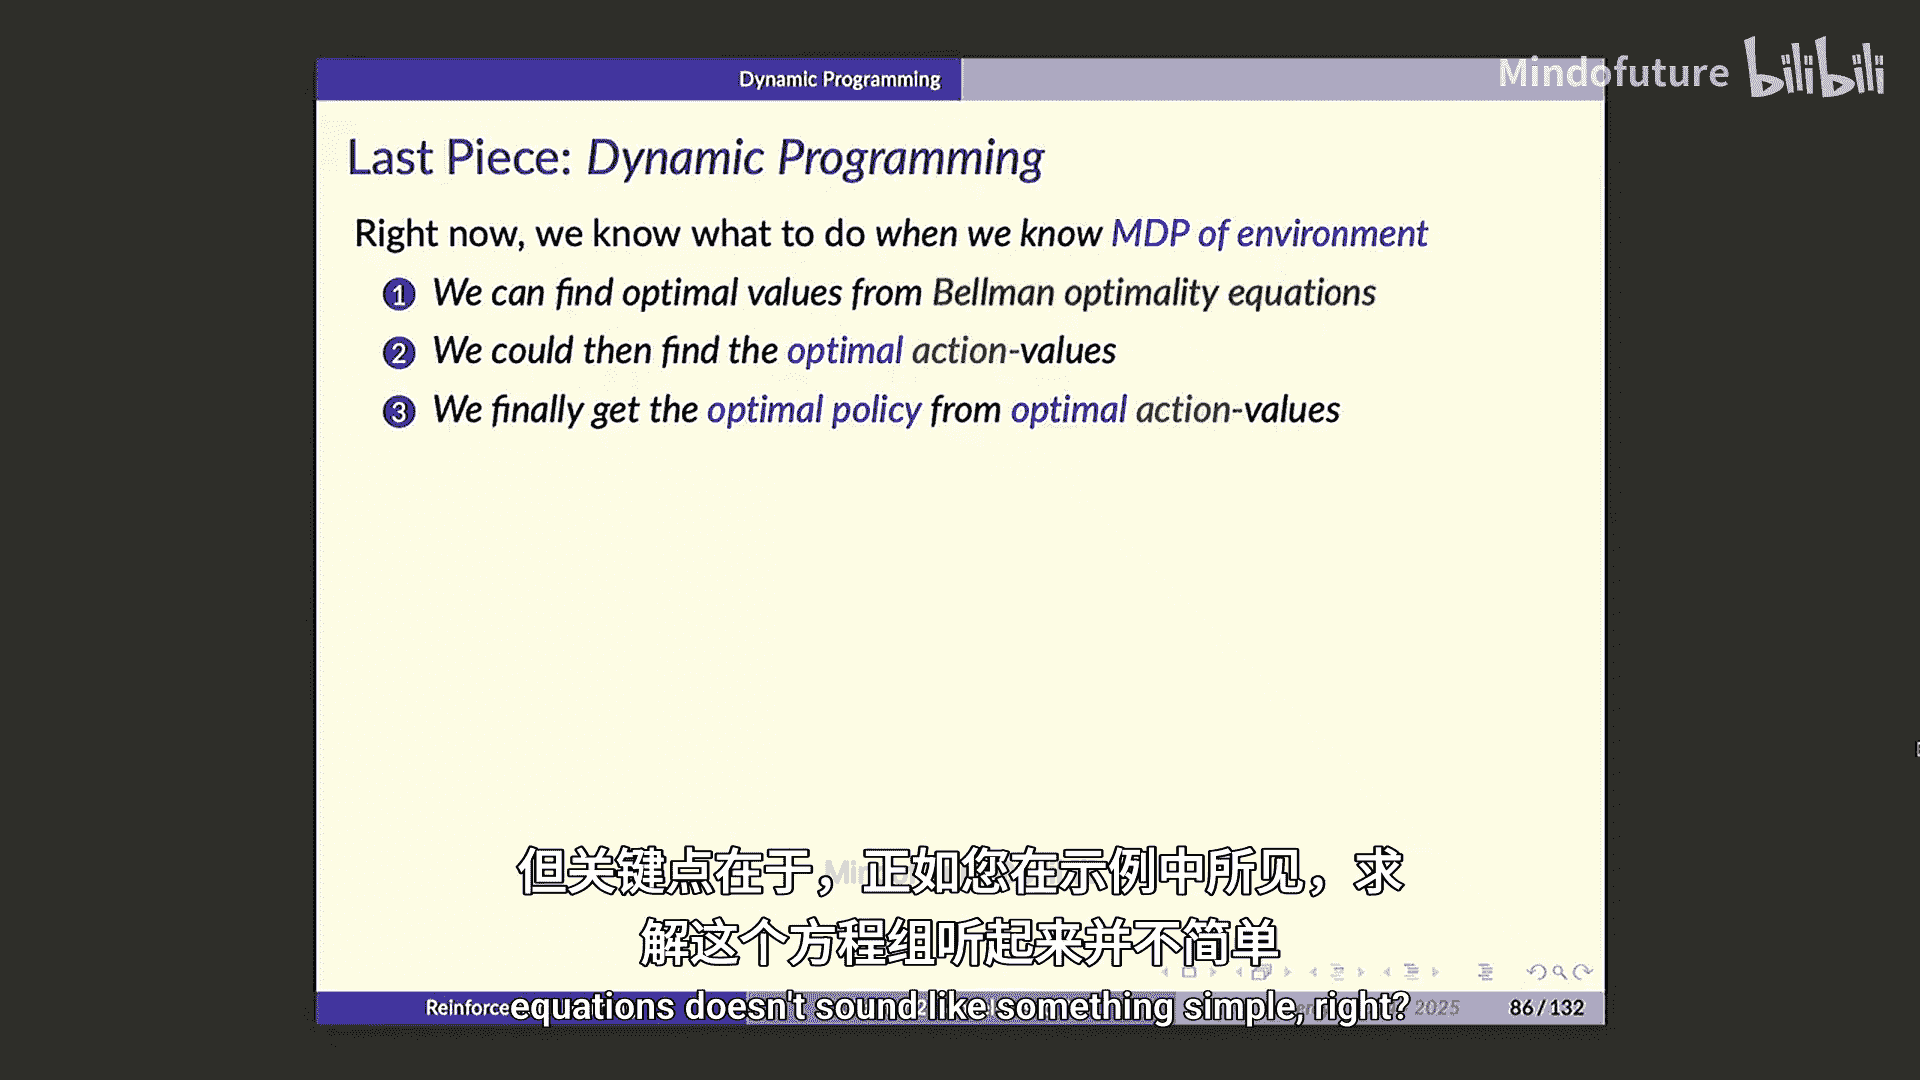 Dynamic Programming
Mindofuture bilibili
Last Piece: Dynamic Programming
Right now, we know what to do when we know MDP of environment
1 We can find optimal values from Bellman optimality equations
2 We could then find the optimal action-values
3 We finally get the optimal policy from optimal action-values
但关键点在于，正如您在示例中所见，求
解这个方程组听起来并不简单
equations doesn't sound like something simple, right?
Reinforce
2025
86 / 132